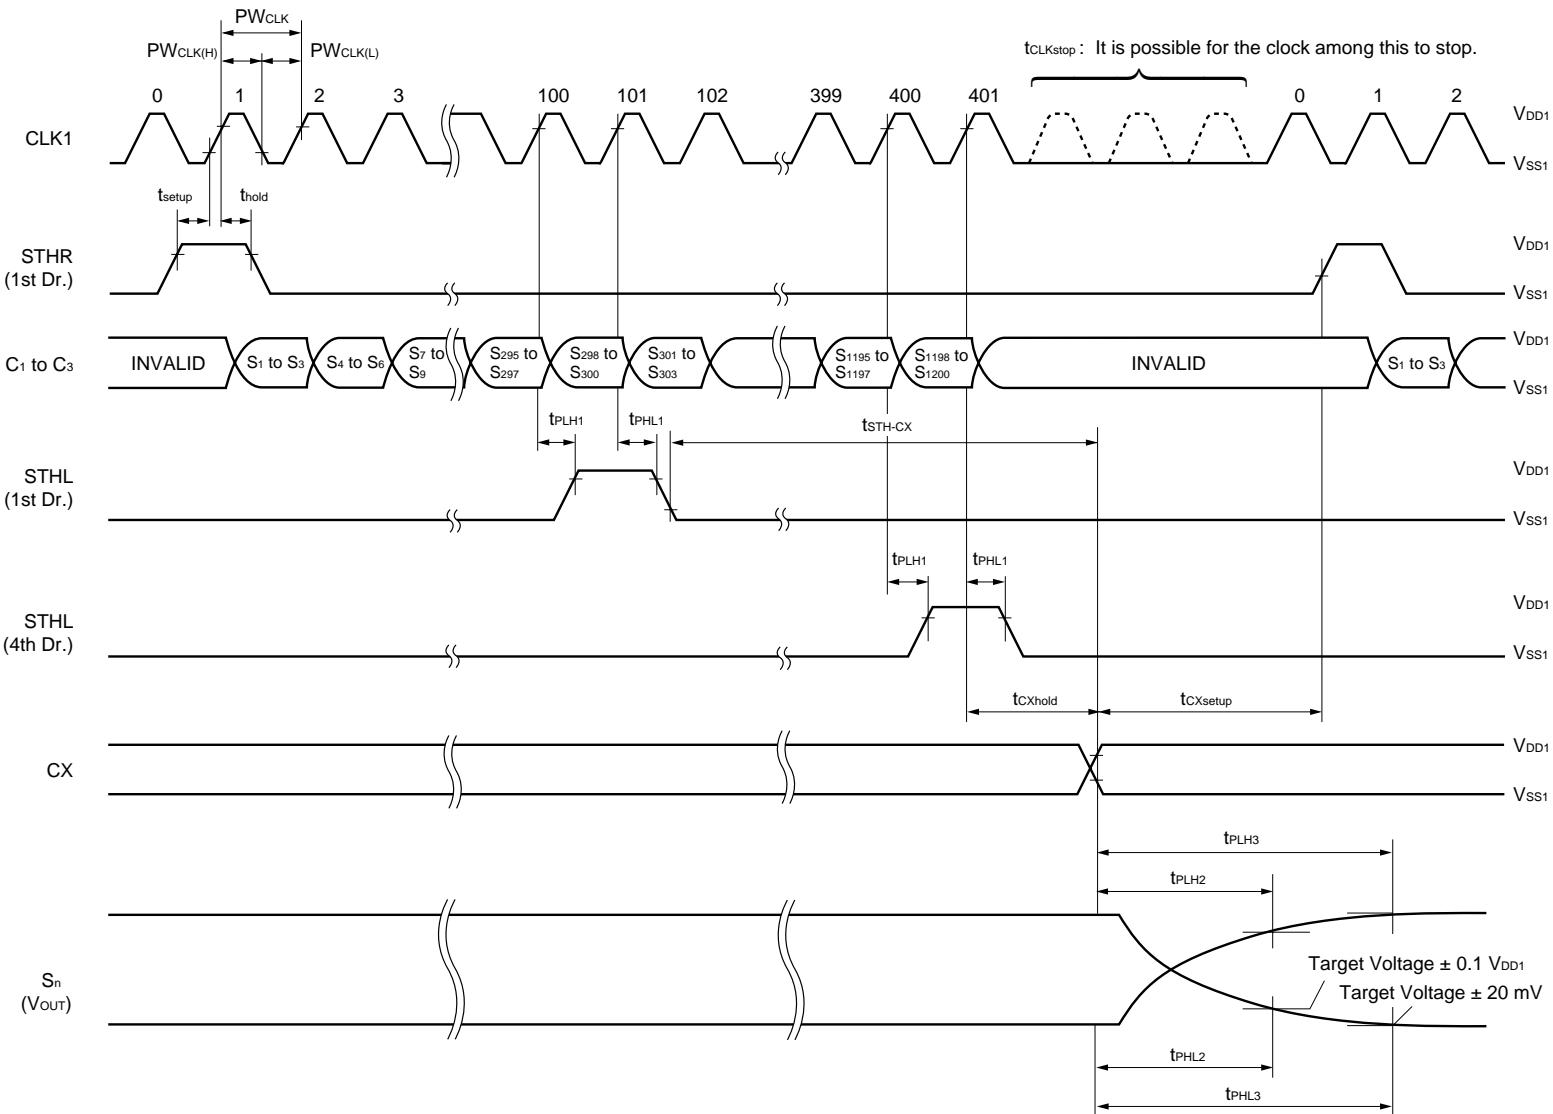 PWCLK
PWCLK(H) PWCLK(L)
tCLKstop : It is possible for the clock among this to stop.
0 1 2 3 100 101 102 399 400 401 0 1 2
CLK1
VDD1
VSS1
tsetup thold
STHR
(1st Dr.)
VDD1
VSS1
C1 to C3
INVALID
S1 to S3
S4 to S6
S7 to
S9
S295 to
S297
S298 to
S300
S301 to
S303
S1195 to
S1197
S1198 to
S1200
INVALID
S1 to S3
VDD1
VSS1
tPLH1 tPHL1 tSTH-CX
STHL
(1st Dr.)
VDD1
VSS1
tPLH1 tPHL1
STHL
(4th Dr.)
VDD1
VSS1
tCXhold tCXsetup
CX
VDD1
VSS1
tPLH3
tPLH2
Sn
(VOUT)
Target Voltage ± 0.1 VDD1
Target Voltage ± 20 mV
tPHL2
tPHL3